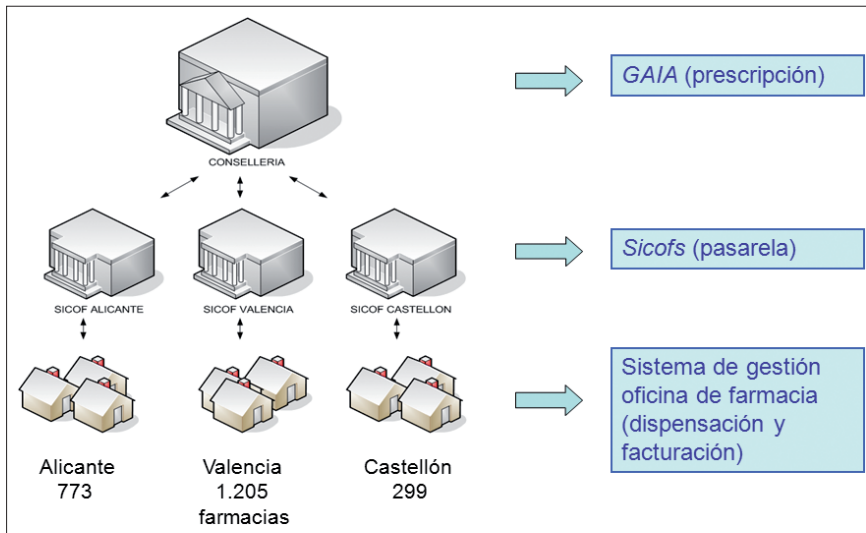 GAIA (prescripción)
CONSELLERIA
Sicofs (pasarela)
SICOF ALICANTE
SICOF VALENCIA
SICOF CASTELLON
Sistema de gestión
oficina de farmacia
(dispensación y
facturación)
Alicante
773
Valencia
1.205
farmacias
Castellón
299